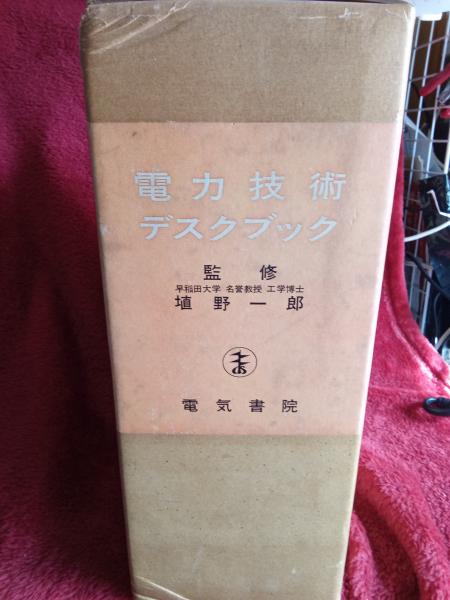 電力技術
デスクブック
監修
早稲田大学 名誉教授 工学博士
埴野一郎
電気書院